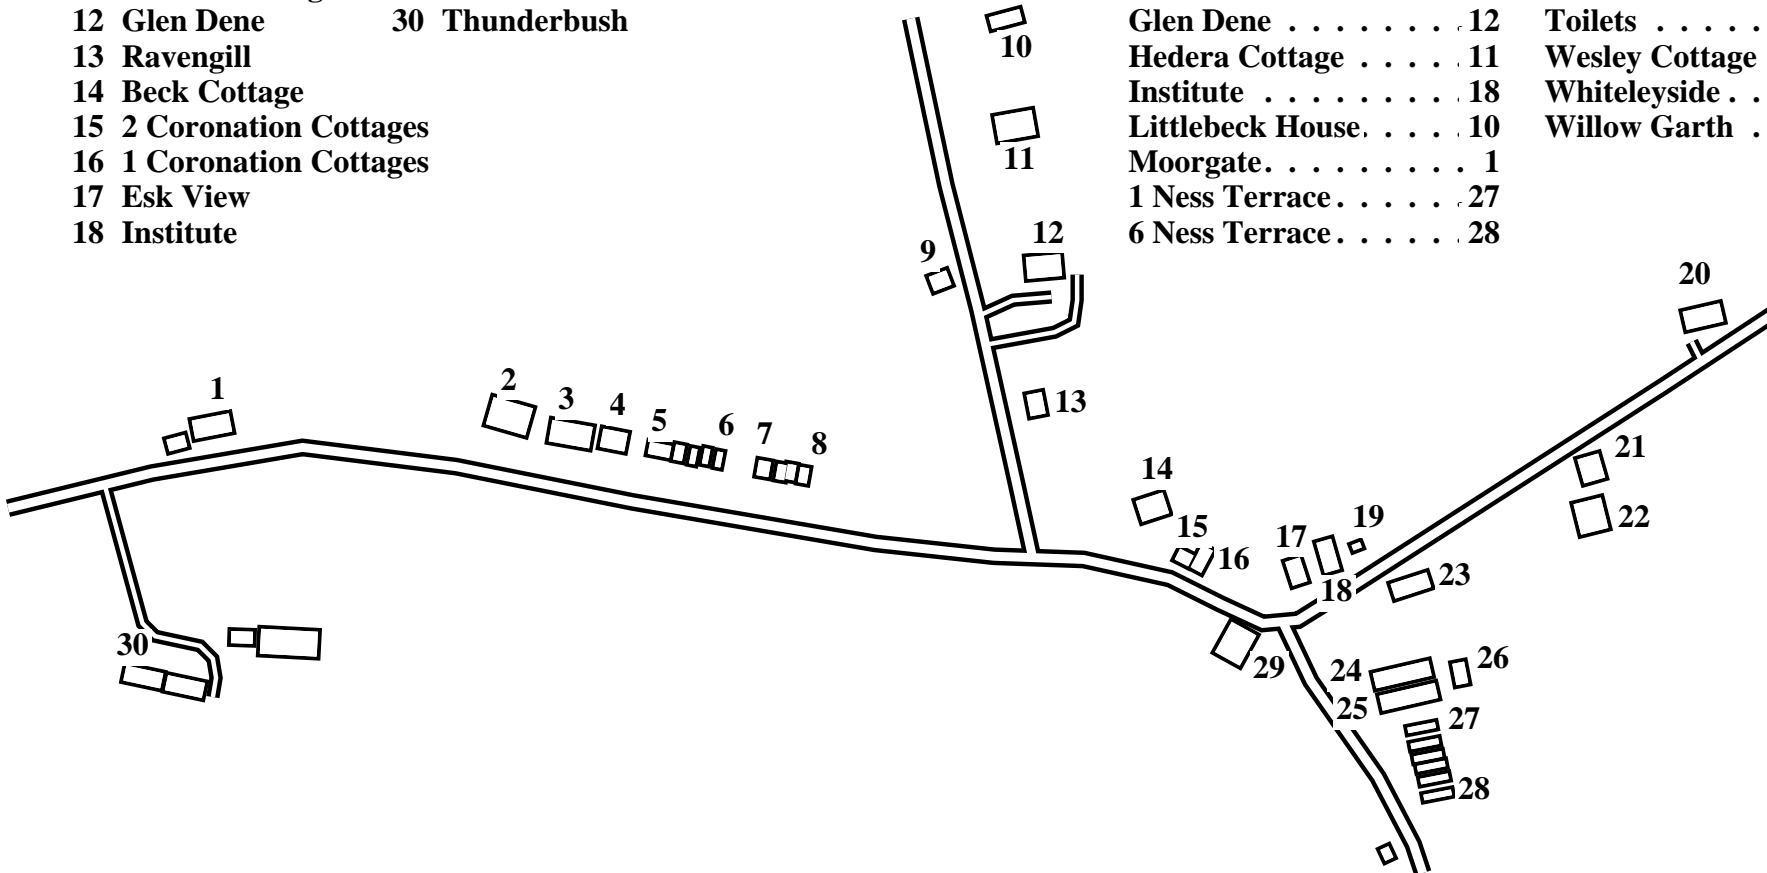 12 Glen Dene
13 Ravengill
14 Beck Cottage
15 2 Coronation Cottages
16 1 Coronation Cottages
17 Esk View
18 Institute
30 Thunderbush
Glen Dene . . . . . . . . 12
Hedera Cottage . . . . . 11
Institute . . . . . . . . . 18
Littlebeck House . . . . . 10
Moorgate . . . . . . . . . 1
1 Ness Terrace . . . . . . 27
6 Ness Terrace . . . . . . 28
Toilets . . . . .
Wesley Cottage
Whiteleyside . .
Willow Garth .
10
11
12
9
20
1
2
3
4
5
6
7
8
13
14
15
16
17
18
19
21
22
23
24
25
26
27
28
29
30